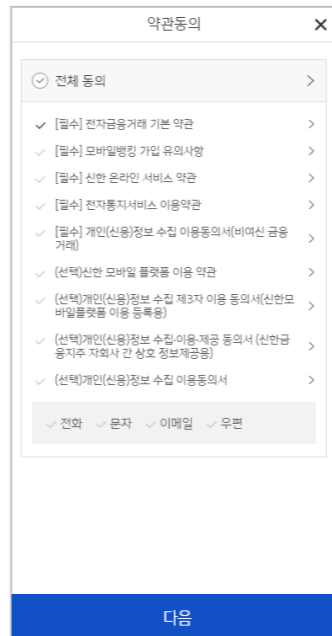 약관동의
전체 동의
[필수] 전자금융거래 기본 약관
[필수] 모바일뱅킹 가입 유의사항
[필수] 신한 온라인 서비스 약관
[필수] 전자통지서비스 이용약관
[필수] 개인(신용)정보 수집 이용동의서(비여신 금융
거래)
(선택)신한 모바일 플랫폼 이용 약관
(선택)개인(신용)정보 수집 제3자 이용 동의서(신한모
바일플랫폼 이용 등록용)
(선택)개인(신용)정보 수집·이용·제공 동의서 (신한금
융지주 자회사 간 상호 정보제공용)
(선택)개인(신용)정보 수집 이용동의서
전화 문자 이메일 우편
다음